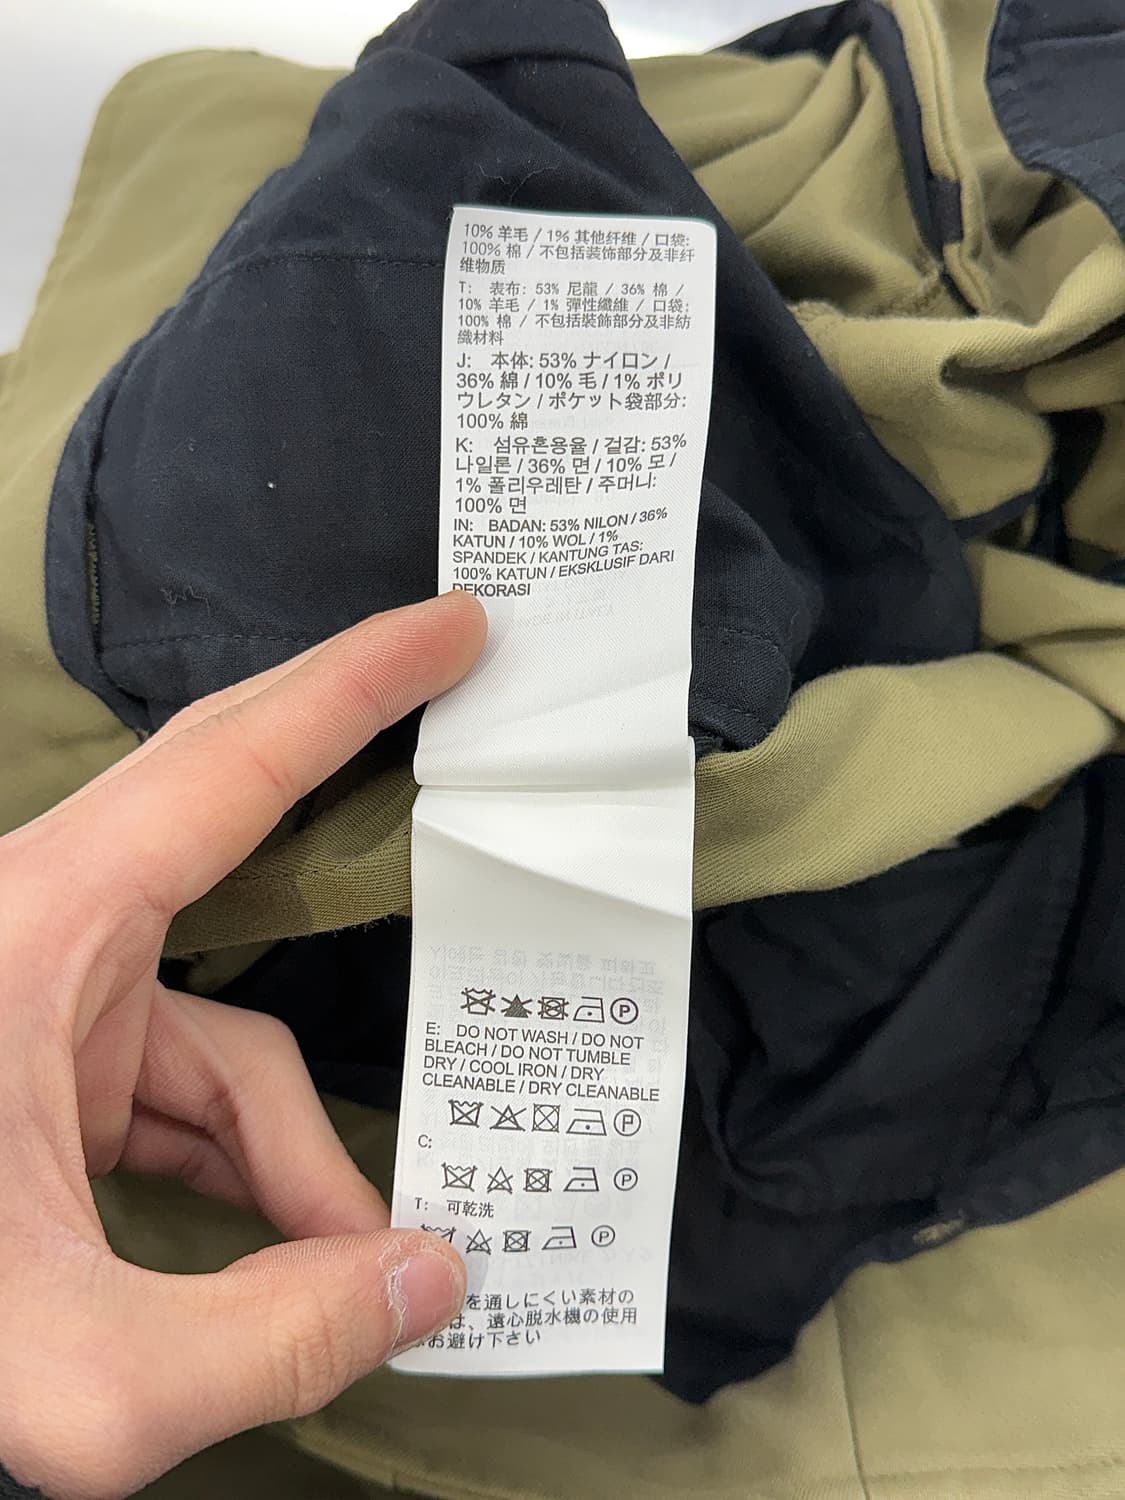 10% 羊毛 / 1% 其他纤维 / 口袋:
100% 棉 / 不包括装饰部分及非纤
维物质
T: 表布: 53% 尼龍 / 36% 棉 /
10% 羊毛 / 1% 彈性纖維 / 口袋:
100% 棉 / 不包括裝飾部分及非紡
織材料
J: 本体: 53% ナイロン /
36% 綿 / 10% 毛 / 1% ポリ
ウレタン / ポケット袋部分:
100% 綿
K: 섬유혼용율 / 겉감: 53%
나일론 / 36% 면 / 10% 모 /
1% 폴리우레탄 / 주머니:
100% 면
IN: BADAN: 53% NILON / 36%
KATUN / 10% WOL / 1%
SPANDEK / KANTUNG TAS:
100% KATUN / EKSKLUSIF DARI
DEKORASI
P
E: DO NOT WASH / DO NOT
BLEACH / DO NOT TUMBLE
DRY / COOL IRON / DRY
CLEANABLE / DRY CLEANABLE
P
C:
P
T: 可乾洗
P
を通しにくい素材の
は、遠心脱水機の使用
お避け下さい